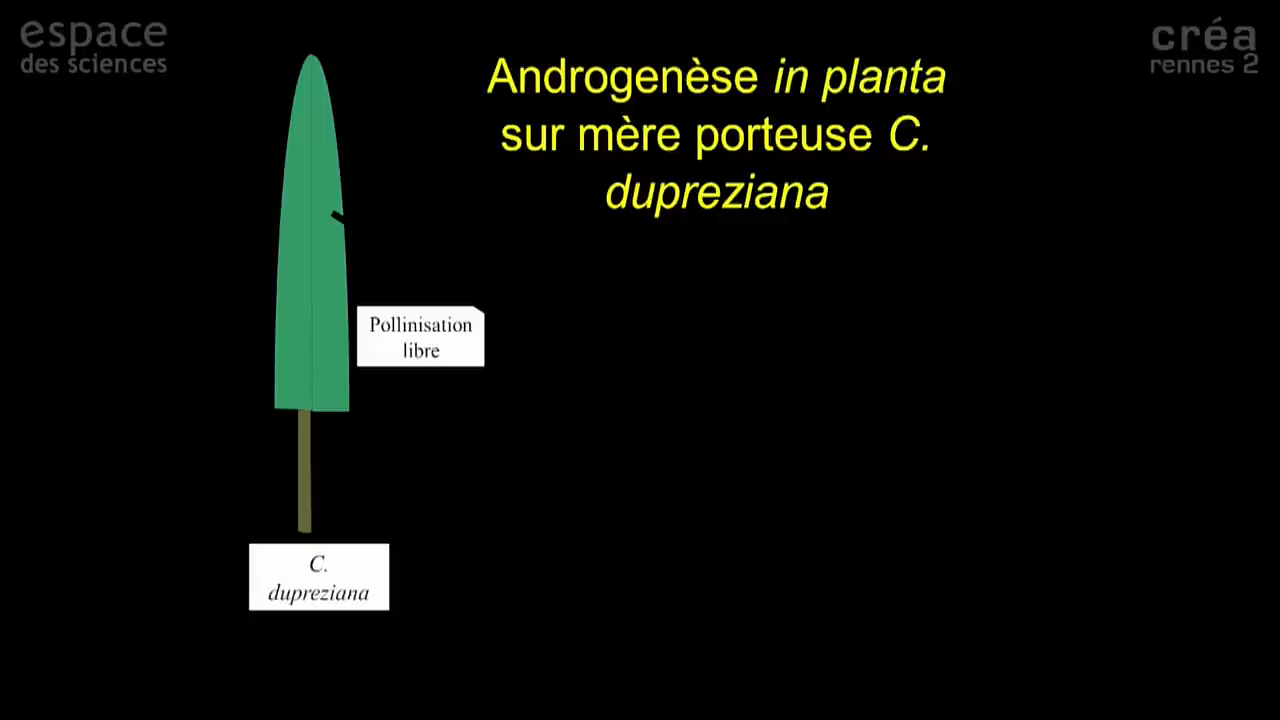 espace
des sciences
créa
rennes 2
Androgenèse in planta
sur mère porteuse C.
dupreziana
Pollinisation
libre
C.
dupreziana